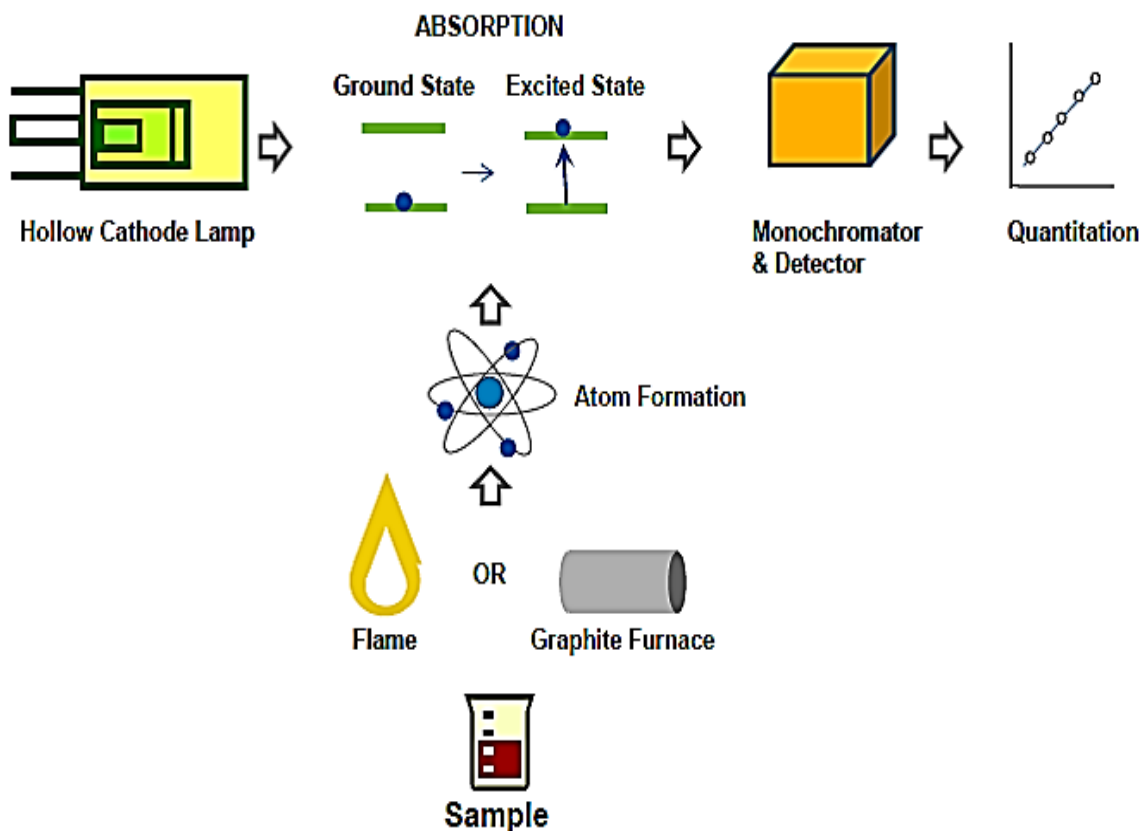 ABSORPTION
Ground State
Excited State
Hollow Cathode Lamp
Monochromator
& Detector
Quantitation
Atom Formation
OR
Flame
Graphite Furnace
Sample